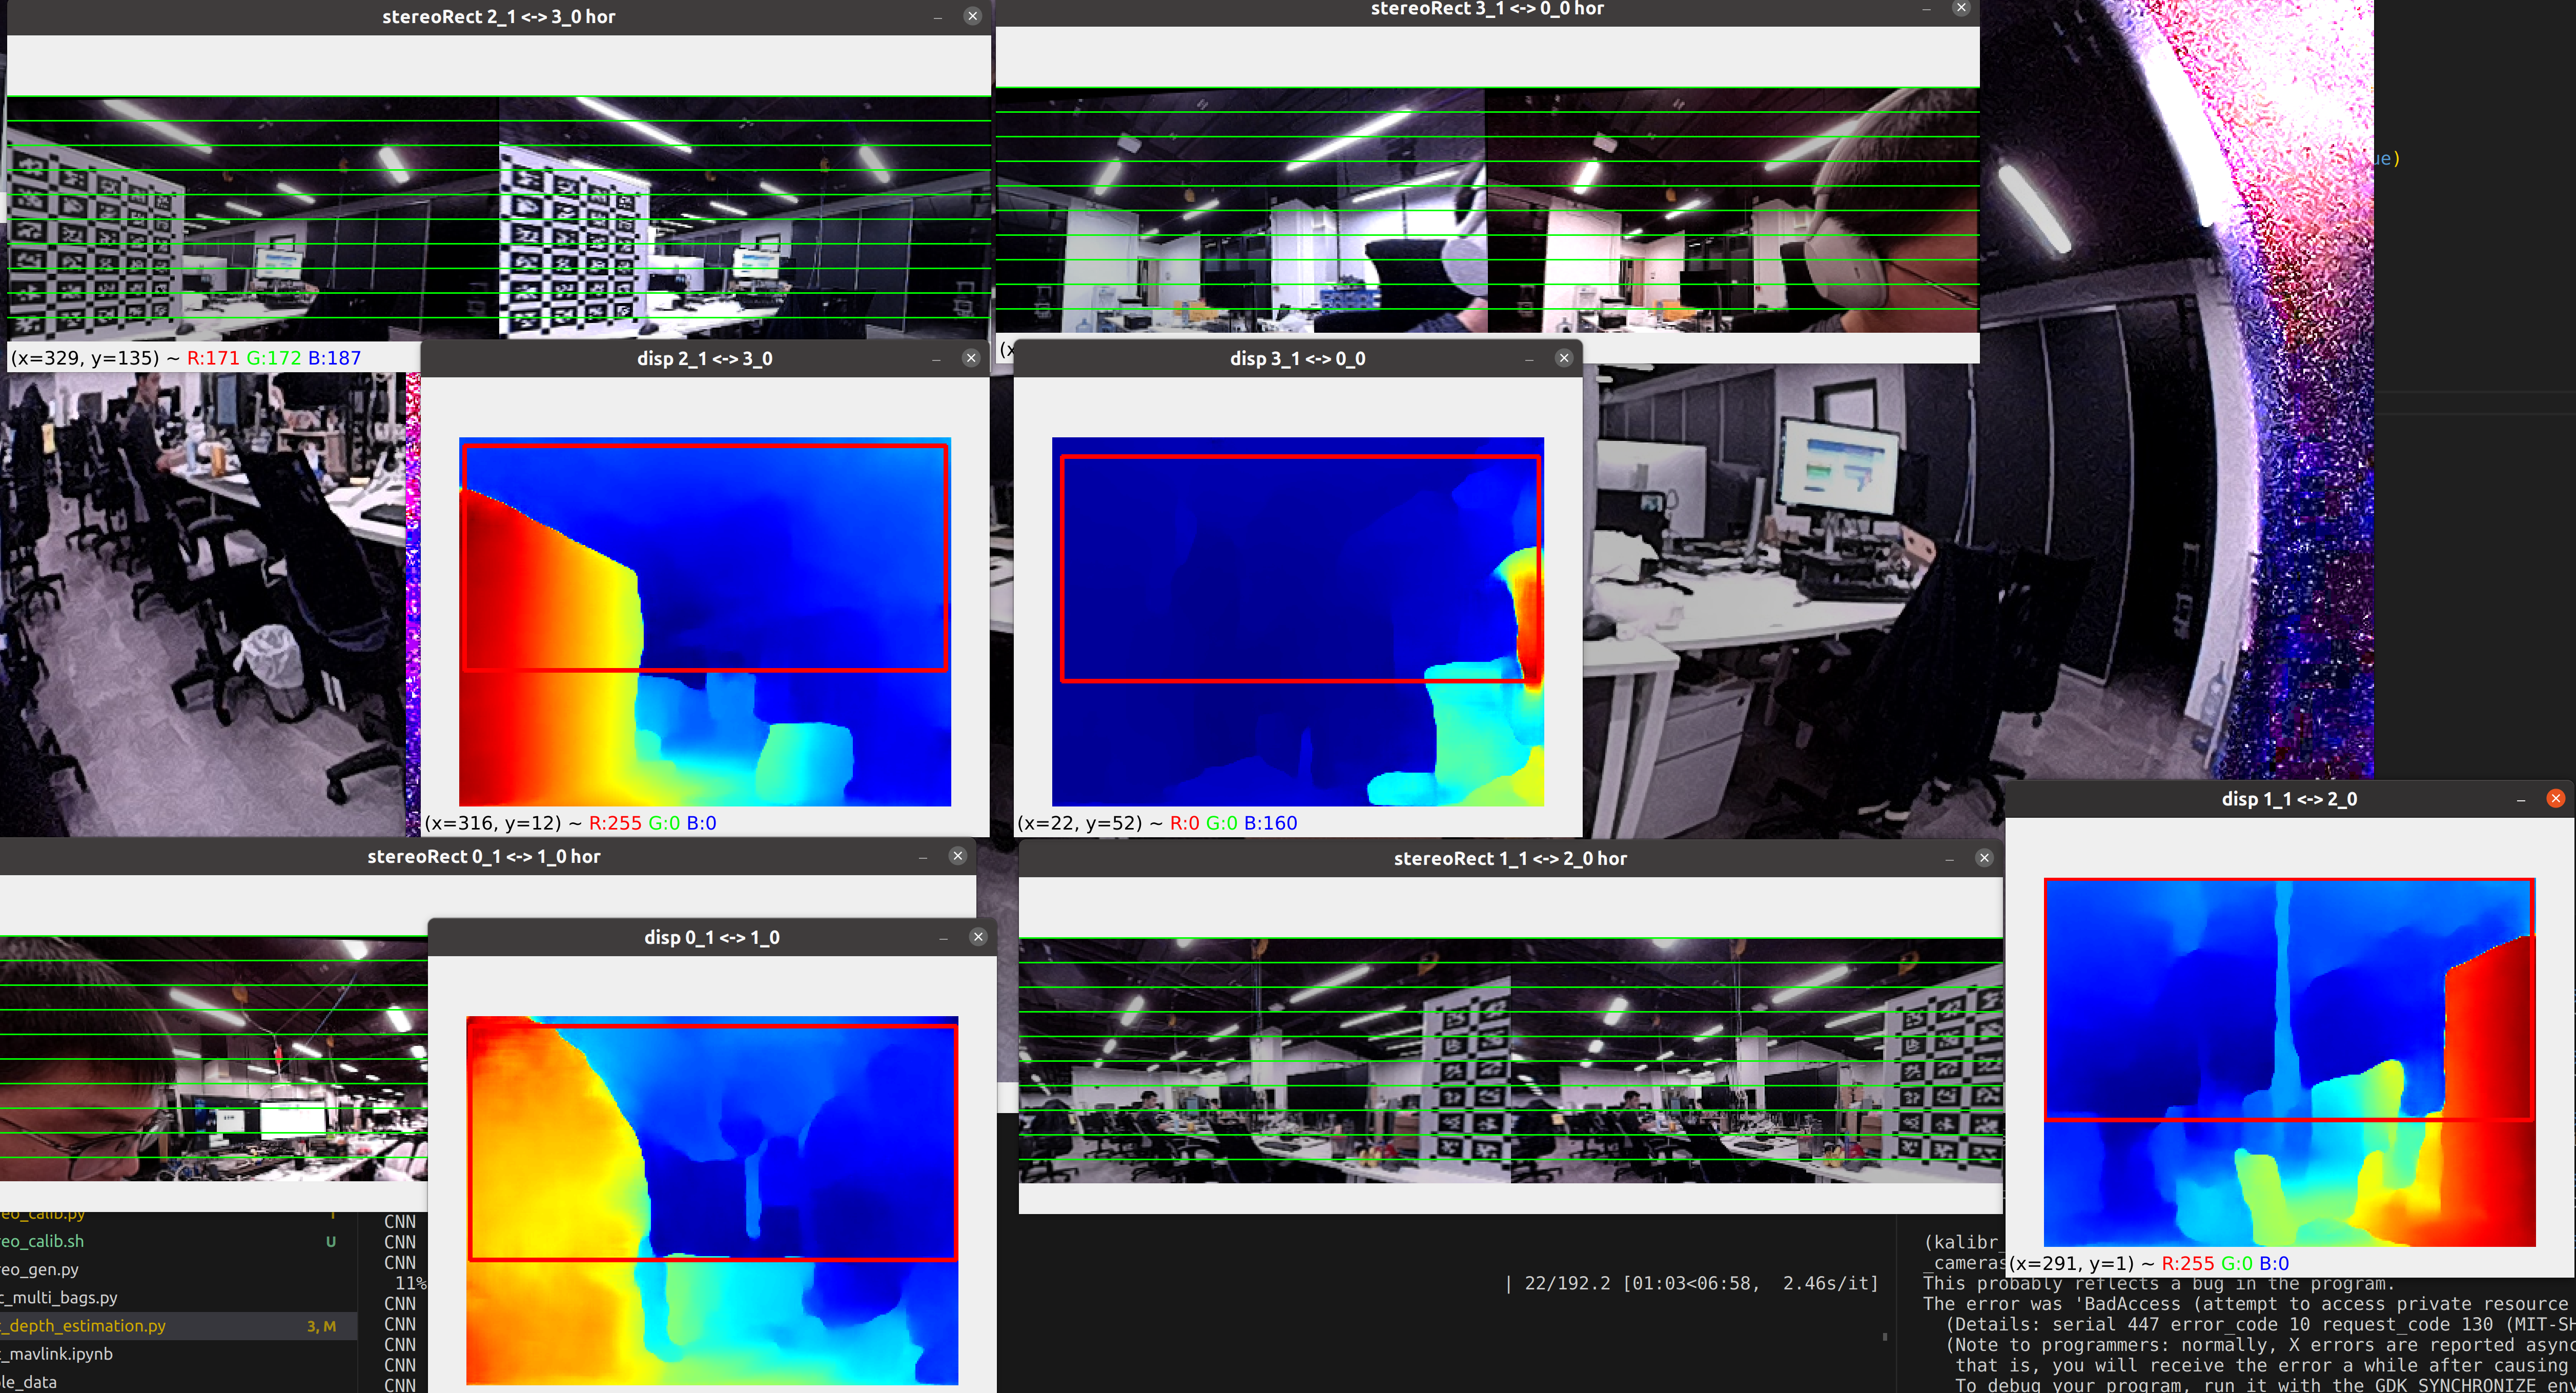 stereoRect 2_1 <-> 3_0 hor
stereoRect 3_1 <-> 0_0 hor
ue)
(x=329, y=135) ~ R:171 G:172 B:187
(x
disp 2_1 <-> 3_0
disp 3_1 <-> 0_0
(x=316, y=12) ~ R:255 G:0 B:0
(x=22, y=52) ~ R:0 G:0 B:160
disp 1_1 <-> 2_0
stereoRect 0_1 <-> 1_0 hor
stereoRect 1_1 <-> 2_0 hor
disp 0_1 <-> 1_0
(x=291, y=1) ~ R:255 G:0 B:0
eo_calib.py
eo_calib.sh U
eo_gen.py
c_multi_bags.py
_depth_estimation.py 3, M
_mavlink.ipynb
le_data
CNN
CNN
CNN
11%
CNN
CNN
CNN
CNN
CNN
| 22/192.2 [01:03<06:58, 2.46s/it]
(kalibr_
_cameras
This probably reflects a bug in the program.
The error was 'BadAccess (attempt to access private resource
(Details: serial 447 error_code 10 request_code 130 (MIT-SH
(Note to programmers: normally, X errors are reported async
that is, you will receive the error a while after causing
To debug your program, run it with the GDK_SYNCHRONIZE env